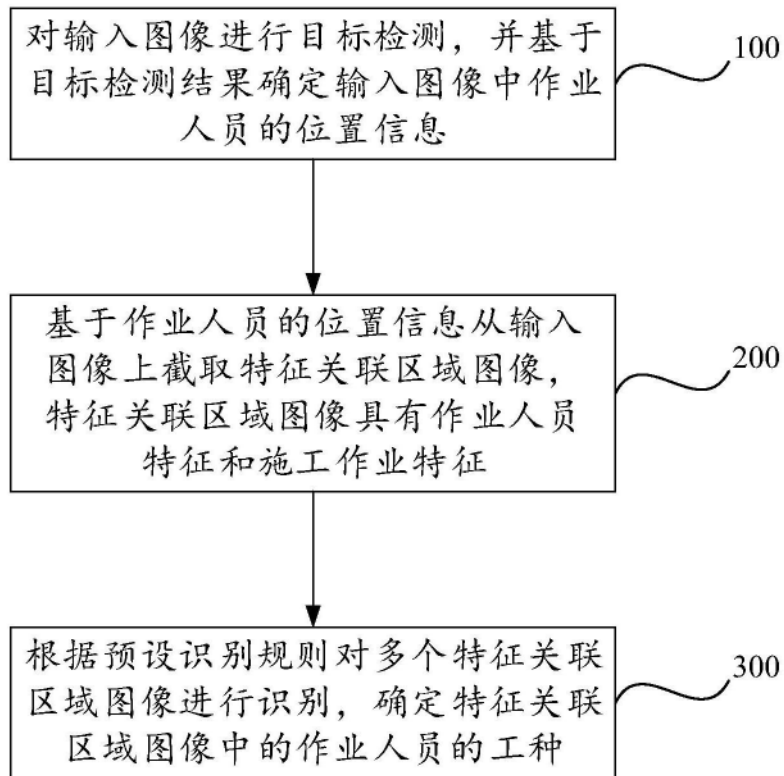 对输入图像进行目标检测，并基于
目标检测结果确定输入图像中作业
人员的位置信息
100
基于作业人员的位置信息从输入
图像上截取特征关联区域图像，
特征关联区域图像具有作业人员
特征和施工作业特征
200
根据预设识别规则对多个特征关联
区域图像进行识别，确定特征关联
区域图像中的作业人员的工种
300